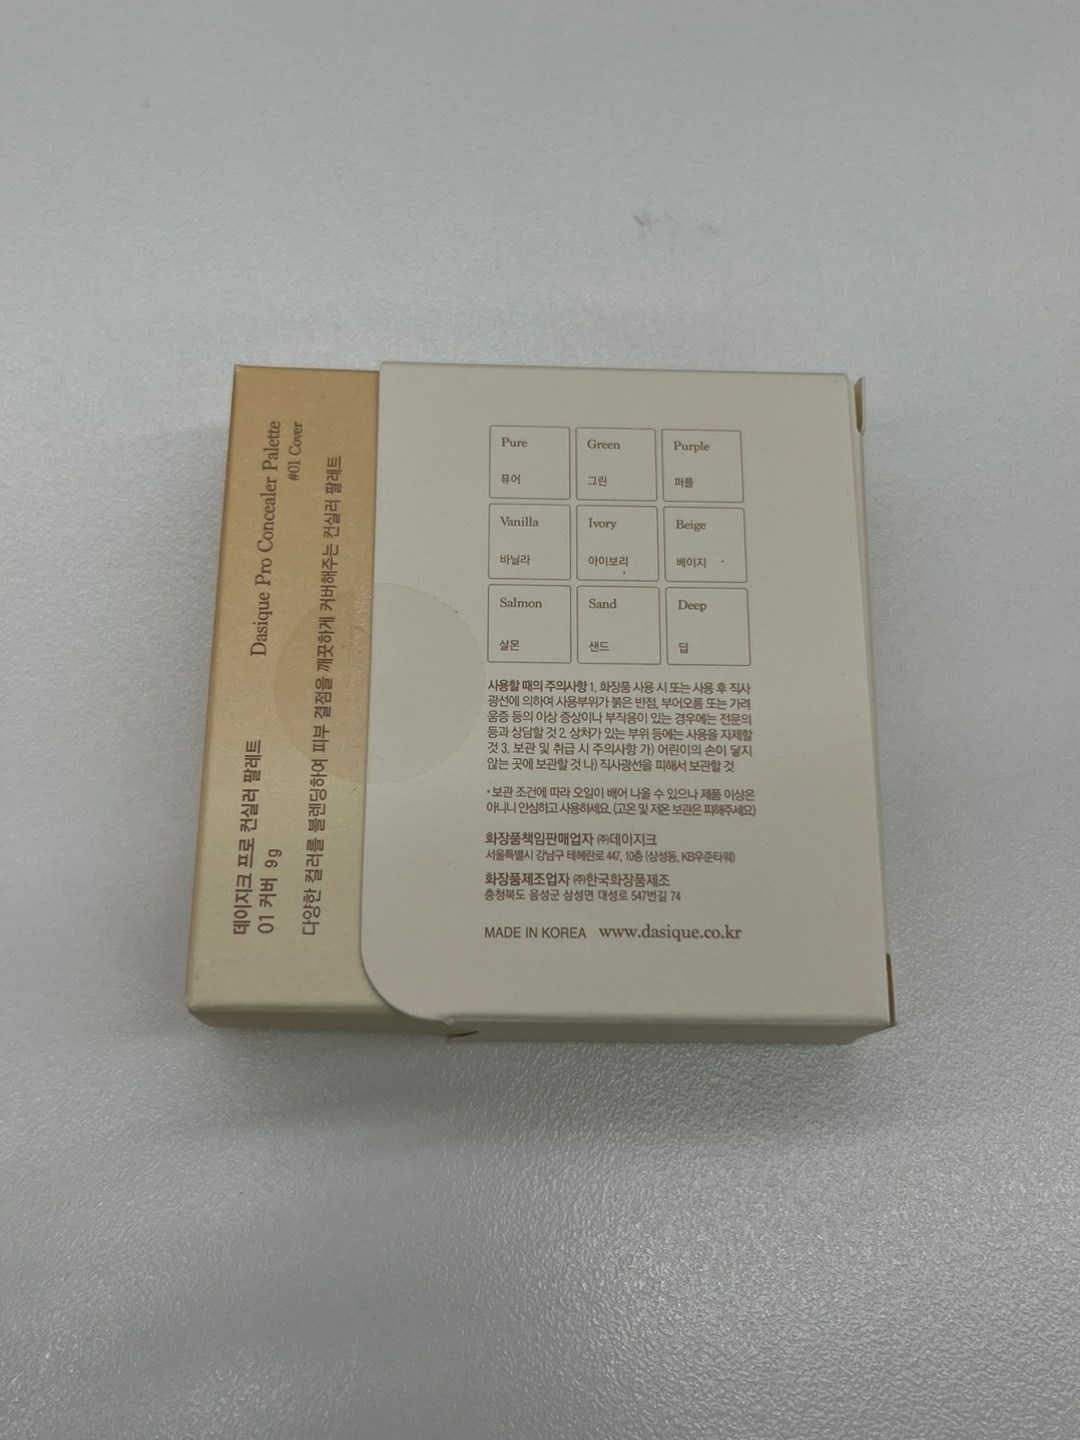 Dasique Pro Concealer Palette
#01 Cover
데이지크 프로 컨실러 팔레트
01 커버 9g
다양한 컬러를 블렌딩하여 피부 결점을 깨끗하게 커버해주는 컨실러 팔레트
Pure Green Purple
퓨어 그린 퍼플
Vanilla Ivory Beige
바닐라 아이보리 베이지
Salmon Sand Deep
살몬 샌드 딥
사용할 때의 주의사항 1. 화장품 사용 시 또는 사용 후 직사
광선에 의하여 사용부위가 붉은 반점, 부어오름 또는 가려
움증 등의 이상 증상이나 부작용이 있는 경우에는 전문의
등과 상담할 것 2. 상처가 있는 부위 등에는 사용을 자제할
것 3. 보관 및 취급 시 주의사항 가) 어린이의 손이 닿지
않는 곳에 보관할 것 나) 직사광선을 피해서 보관할 것
*보관 조건에 따라 오일이 배어 나올 수 있으나 제품 이상은
아니니 안심하고 사용하세요. (고온 및 저온 보관은 피해주세요)
화장품책임판매업자 ㈜데이지크
서울특별시 강남구 테헤란로 447, 10층 (삼성동, KB우준타워)
화장품제조업자 ㈜한국화장품제조
충청북도 음성군 삼성면 대성로 547번길 74
MADE IN KOREA www.dasique.co.kr